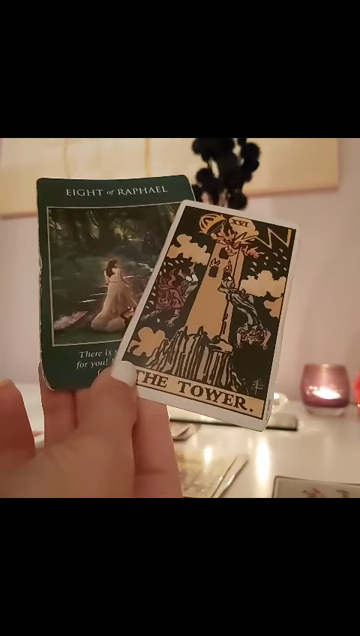 EIGHT of RAPHAEL
There is
for you!
XVI
THE TOWER.